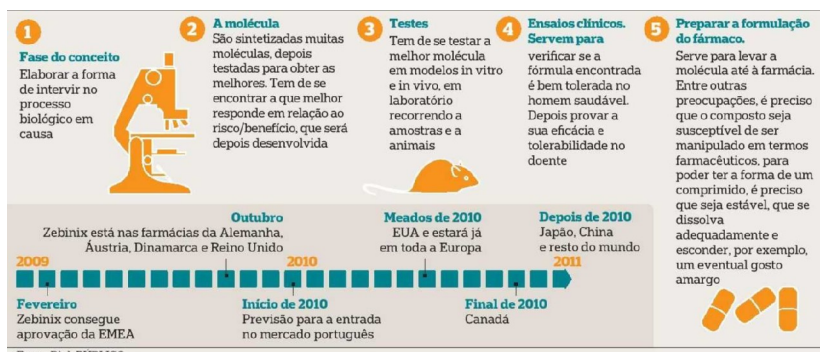 1
Fase do conceito
Elaborar a forma
de intervir no
processo
biológico em
causa
2
A molécula
São sintetizadas muitas
moléculas, depois
testadas para obter as
melhores. Tem de se
encontrar a que melhor
responde em relação ao
risco/benefício, que será
depois desenvolvida
3
Testes
Tem de se testar a
melhor molécula
em modelos in vitro
e in vivo, em
laboratório
recorrendo a
amostras e a
animais
4
Ensaios clínicos.
Servem para
verificar se a
fórmula encontrada
é bem tolerada no
homem saudável.
Depois provar a
sua eficácia e
tolerabilidade no
doente
5
Preparar a formulação
do fármaco.
Serve para levar a
molécula até à farmácia.
Entre outras
preocupações, é preciso
que o composto seja
susceptível de ser
manipulado em termos
farmacêuticos, para
poder ter a forma de um
comprimido, é preciso
que seja estável, que se
dissolva
adequadamente e
esconder, por exemplo,
um eventual gosto
amargo
Outubro
Zebinix está nas farmácias da Alemanha,
Áustria, Dinamarca e Reino Unido
Meados de 2010
EUA e estará já
em toda a Europa
Depois de 2010
Japão, China
e resto do mundo
2009
2010
2011
Fevereiro
Zebinix consegue
aprovação da EMEA
Início de 2010
Previsão para a entrada
no mercado português
Final de 2010
Canadá